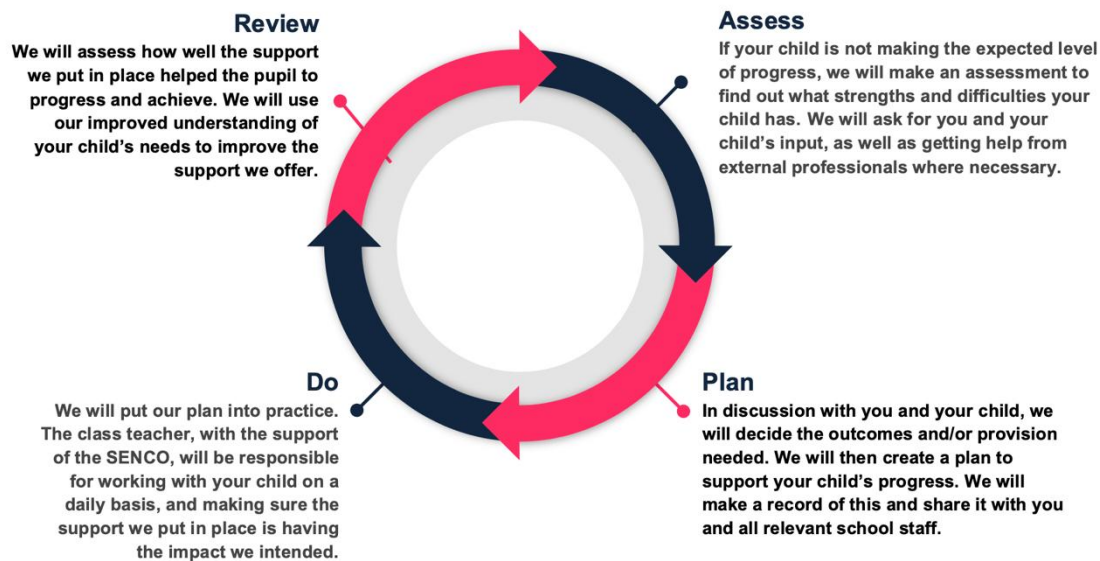 Review
We will assess how well the support
we put in place helped the pupil to
progress and achieve. We will use
our improved understanding of
your child's needs to improve the
support we offer.
Assess
If your child is not making the expected level
of progress, we will make an assessment to
find out what strengths and difficulties your
child has. We will ask for you and your
child's input, as well as getting help from
external professionals where necessary.
Do
We will put our plan into practice.
The class teacher, with the support
of the SENCO, will be responsible
for working with your child on a
daily basis, and making sure the
support we put in place is having
the impact we intended.
Plan
In discussion with you and your child, we
will decide the outcomes and/or provision
needed. We will then create a plan to
support your child's progress. We will
make a record of this and share it with you
and all relevant school staff.